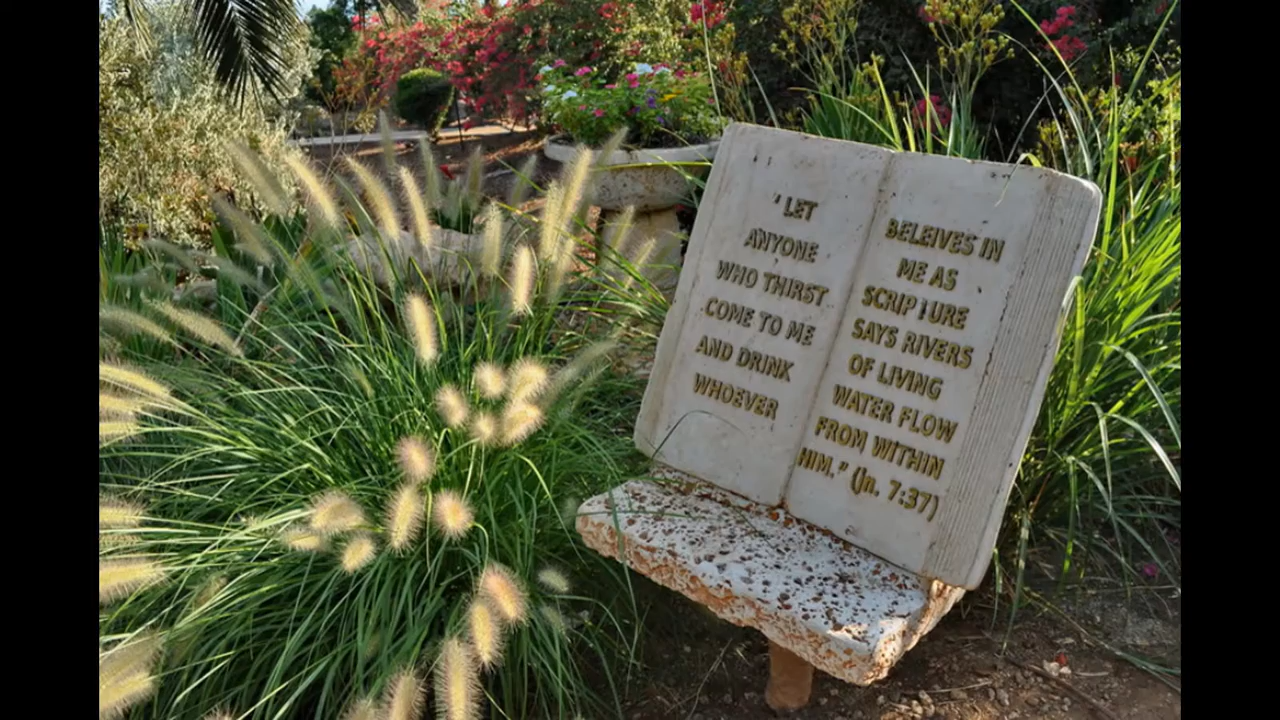 ‘LET
ANYONE
WHO THIRST
COME TO ME
AND DRINK
WHOEVER
BELEIVES IN
ME AS
SCRIPTURE
SAYS RIVERS
OF LIVING
WATER FLOW
FROM WITHIN
HIM.” (Jn. 7:37)